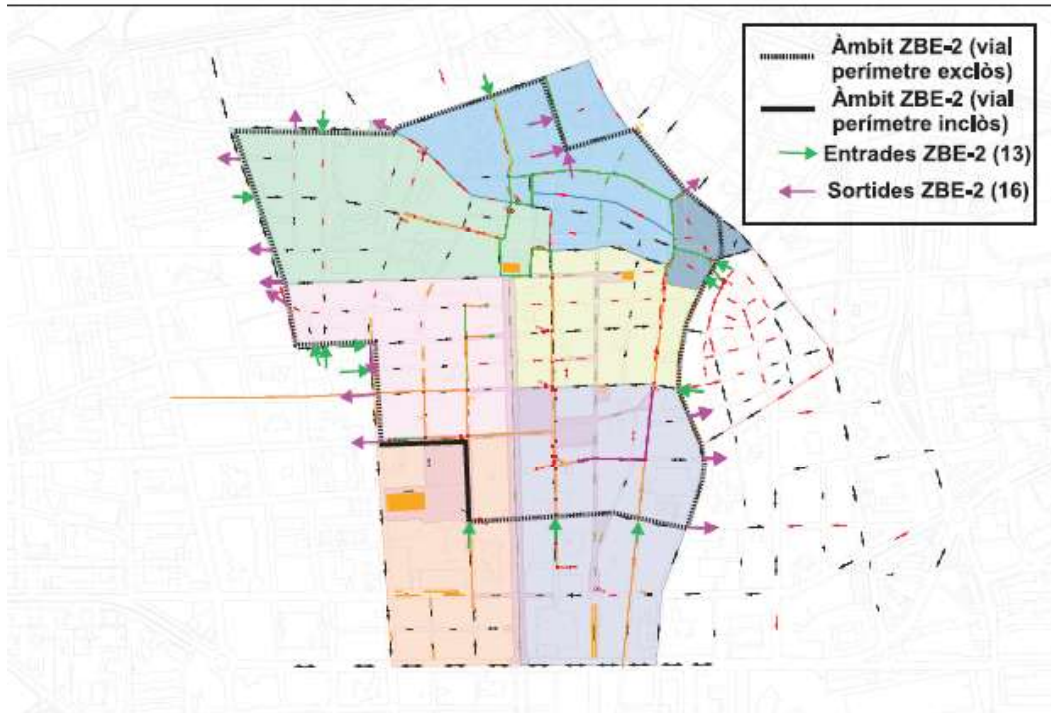 Àmbit ZBE-2 (vial
perímetre exclòs)
Àmbit ZBE-2 (vial
perímetre inclòs)
Entrades ZBE-2 (13)
Sortides ZBE-2 (16)